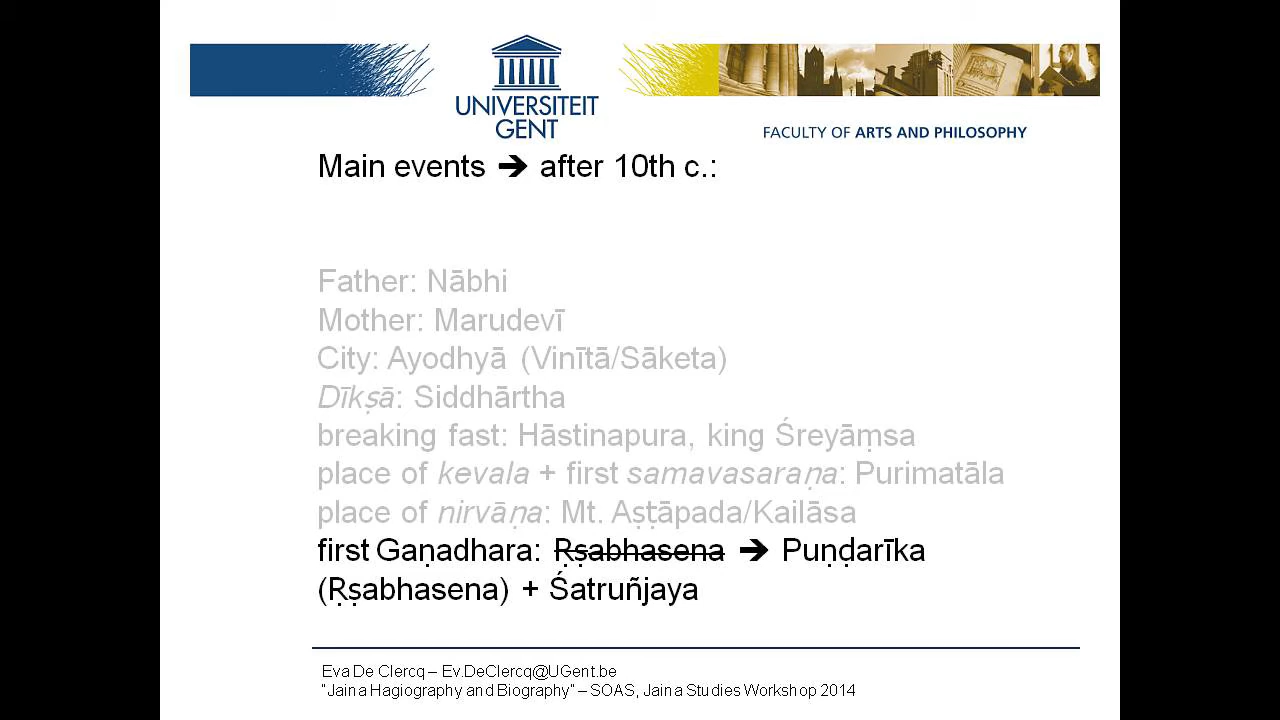 UNIVERSITEIT
GENT
FACULTY OF ARTS AND PHILOSOPHY
Main events ➔ after 10th c.:
Father: Nābhi
Mother: Marudevī
City: Ayodhyā (Vinītā/Sāketa)
Dīkṣā: Siddhārtha
breaking fast: Hāstinapura, king Śreyāṃsa
place of kevala + first samavasaraṇa: Purimatāla
place of nirvāṇa: Mt. Aṣṭāpada/Kailāsa
first Gaṇadhara: Ṛṣabhasena ➔ Puṇḍarīka
(Ṛṣabhasena) + Śatruñjaya
Eva De Clercq – Ev.DeClercq@UGent.be
"Jaina Hagiography and Biography" – SOAS, Jaina Studies Workshop 2014